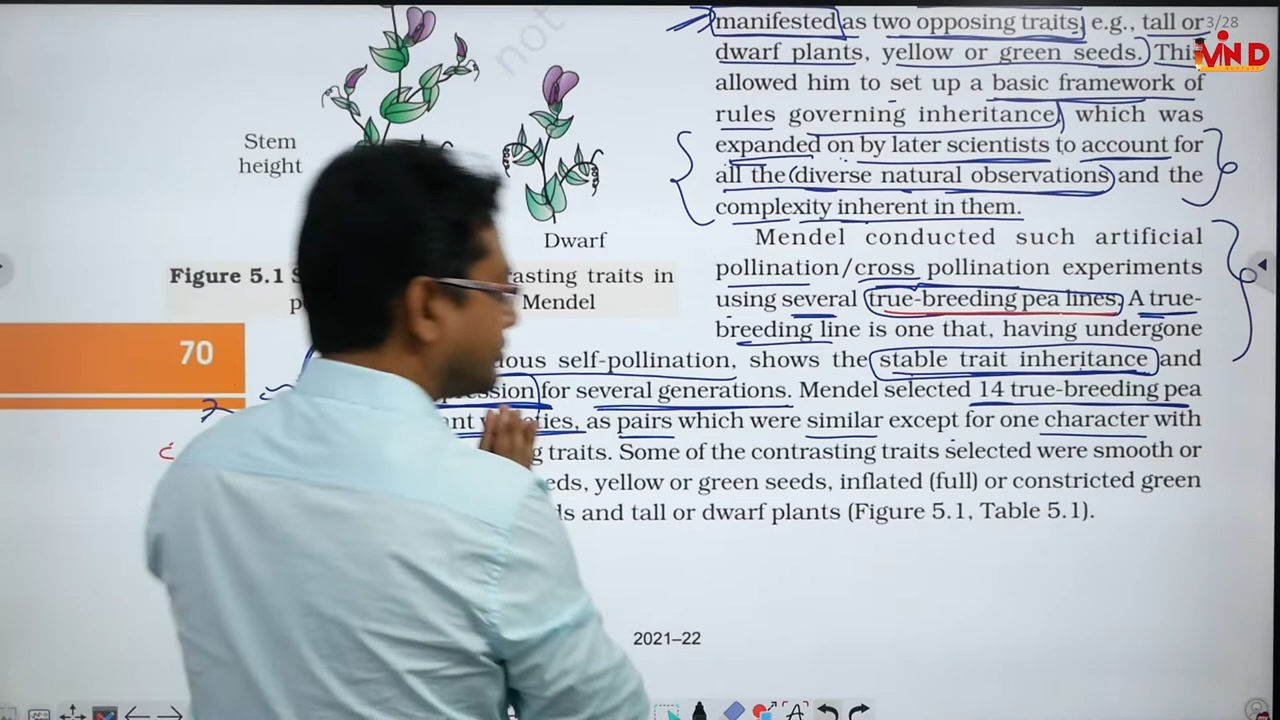 manifested as two opposing traits, e.g., tall or
3/28
dwarf plants, yellow or green seeds. This
MIND
allowed him to set up a basic framework of
rules governing inheritance, which was
expanded on by later scientists to account for
all the diverse natural observations and the
complexity inherent in them.
not
Stem
height
Dwarf
Figure 5.1
asting traits in
Mendel
Mendel conducted such artificial
pollination/cross pollination experiments
using several true-breeding pea lines. A true-
breeding line is one that, having undergone
70
self-pollination, shows the stable trait inheritance and
for several generations. Mendel selected 14 true-breeding pea
as pairs which were similar except for one character with
traits. Some of the contrasting traits selected were smooth or
yellow or green seeds, inflated (full) or constricted green
and tall or dwarf plants (Figure 5.1, Table 5.1).
2021–22